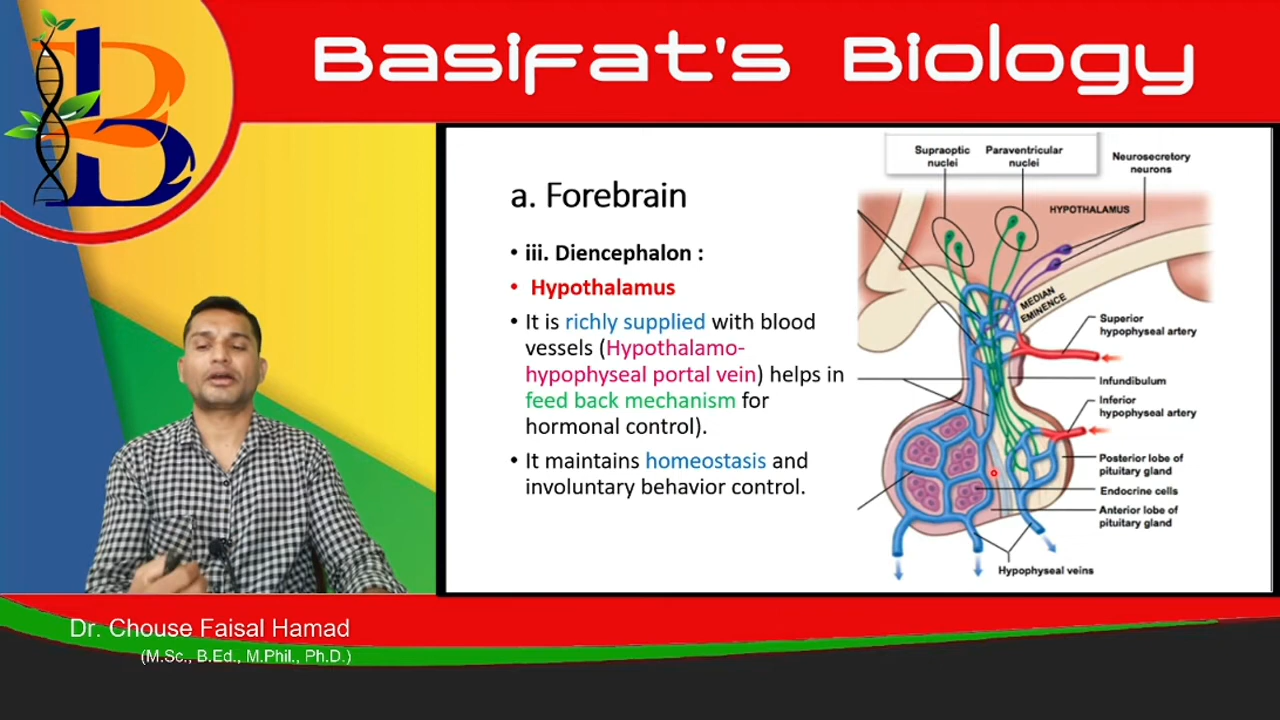 Basifat's Biology
a. Forebrain
• iii. Diencephalon :
• Hypothalamus
• It is richly supplied with blood
vessels (Hypothalamo-
hypophyseal portal vein) helps in
feed back mechanism for
hormonal control).
• It maintains homeostasis and
involuntary behavior control.
Supraoptic
nuclei
Paraventricular
nuclei
Neurosecretory
neurons
HYPOTHALAMUS
MEDIAN
EMINENCE
Superior
hypophyseal artery
Infundibulum
Inferior
hypophyseal artery
Posterior lobe of
pituitary gland
Endocrine cells
Anterior lobe of
pituitary gland
Hypophyseal veins
Dr. Chouse Faisal Hamad
(M.Sc., B.Ed., M.Phil., Ph.D.)